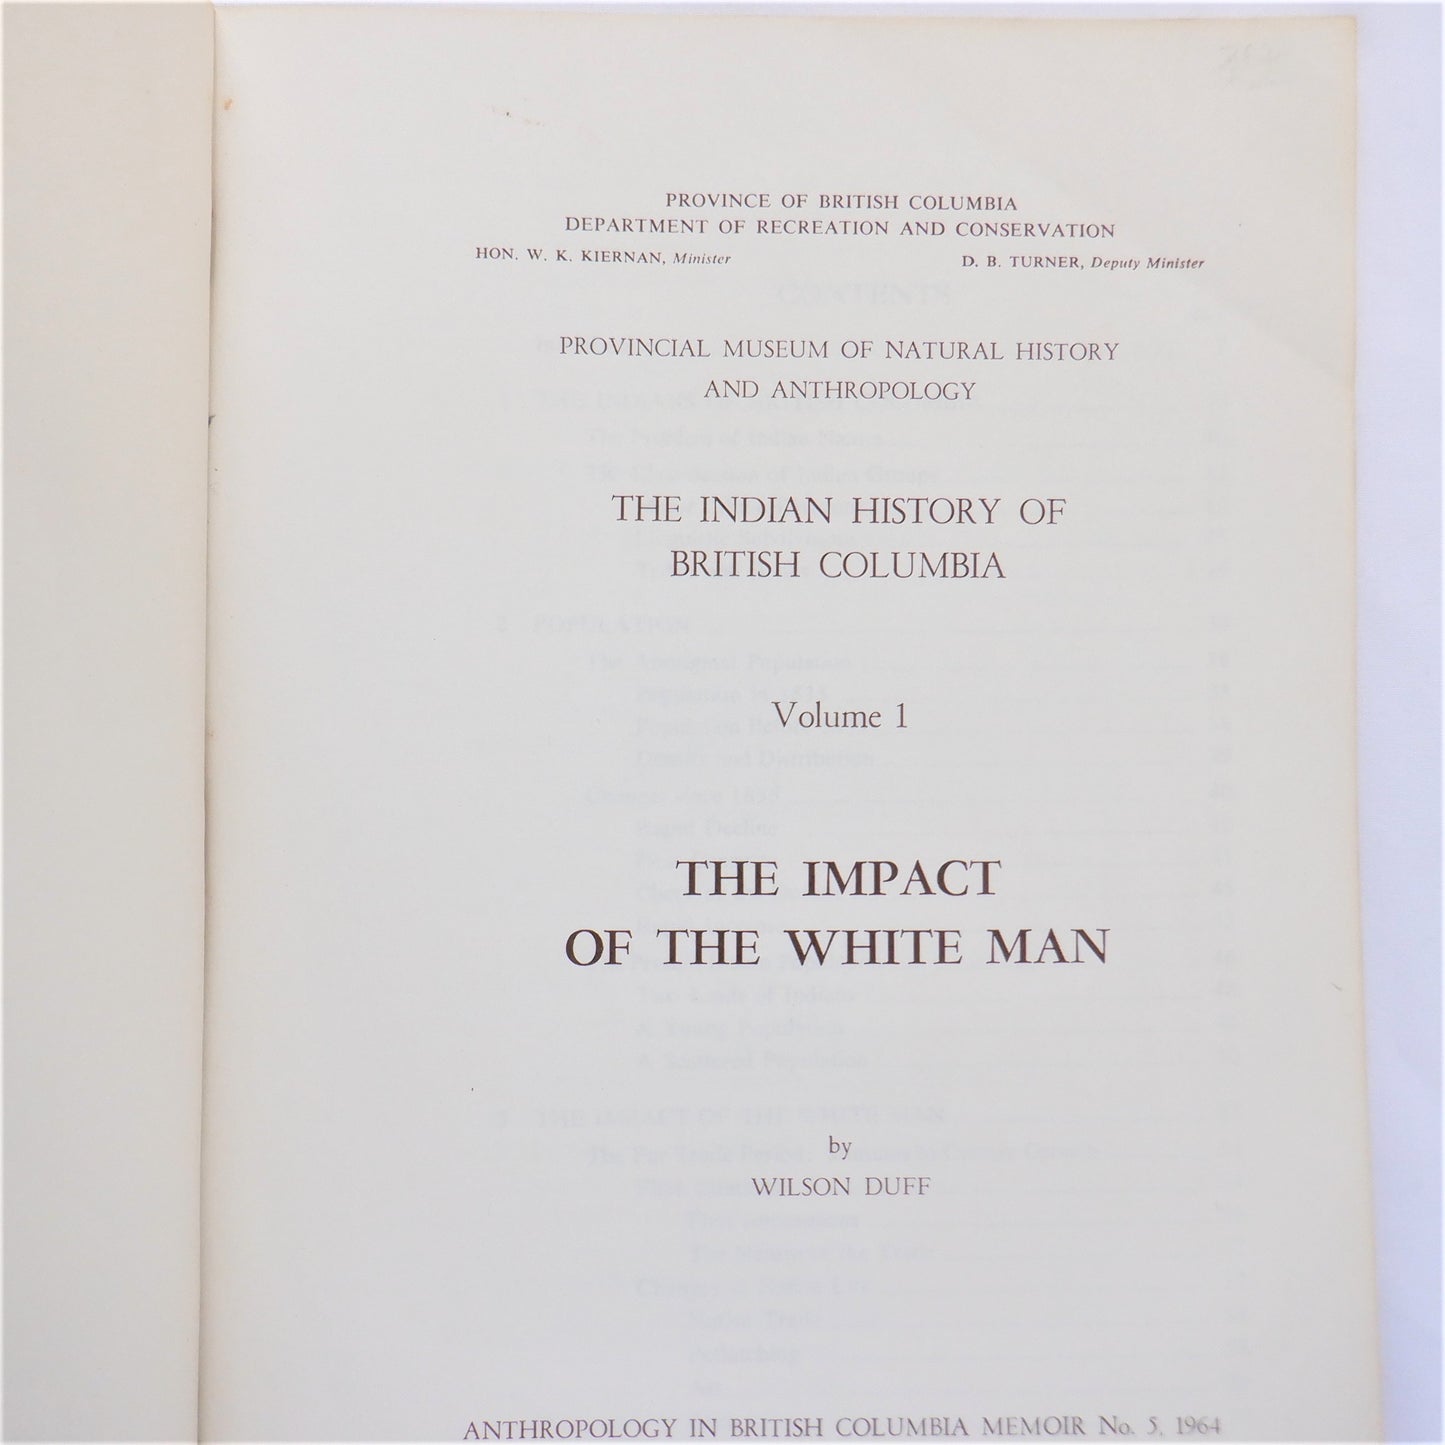 PROVINCE OF BRITISH COLUMBIA
DEPARTMENT OF RECREATION AND CONSERVATION
HON. W. K. KIERNAN, Minister D. B. TURNER, Deputy Minister
PROVINCIAL MUSEUM OF NATURAL HISTORY
AND ANTHROPOLOGY
THE INDIAN HISTORY OF
BRITISH COLUMBIA
Volume 1
THE IMPACT
OF THE WHITE MAN
by
WILSON DUFF
ANTHROPOLOGY IN BRITISH COLUMBIA MEMOIR No. 5, 1964